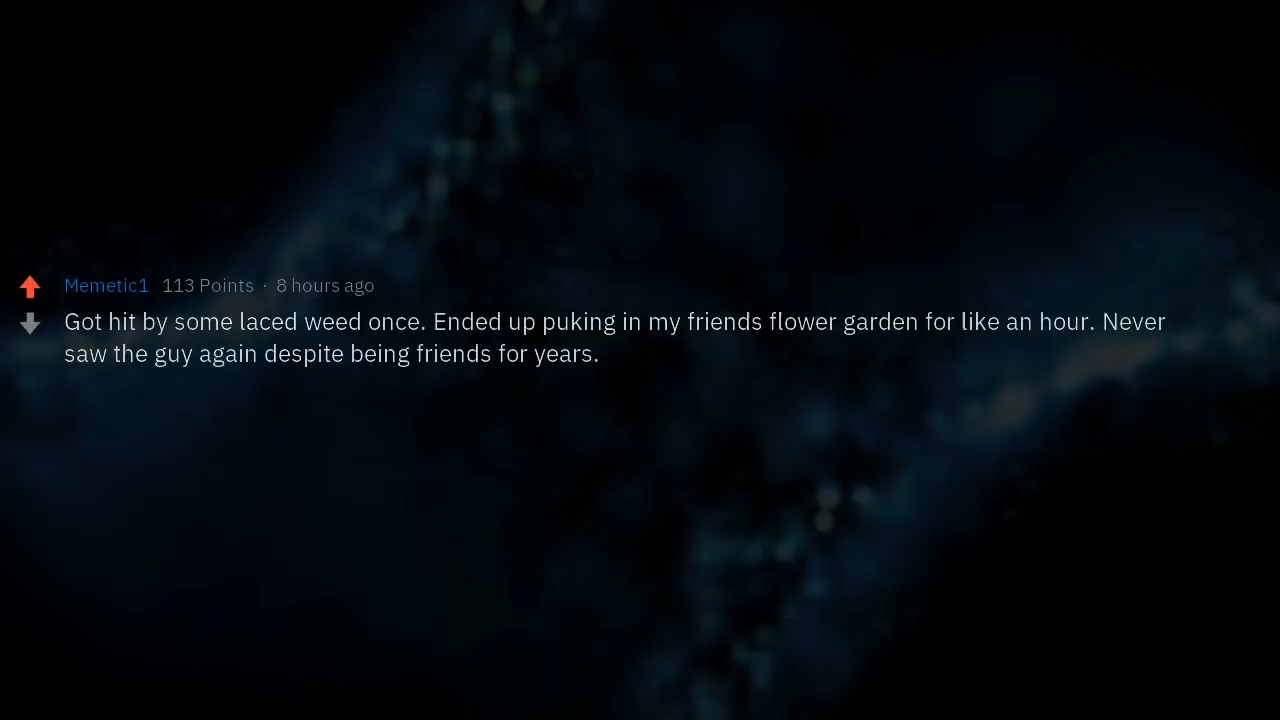 Memetic1 113 Points · 8 hours ago
Got hit by some laced weed once. Ended up puking in my friends flower garden for like an hour. Never
saw the guy again despite being friends for years.